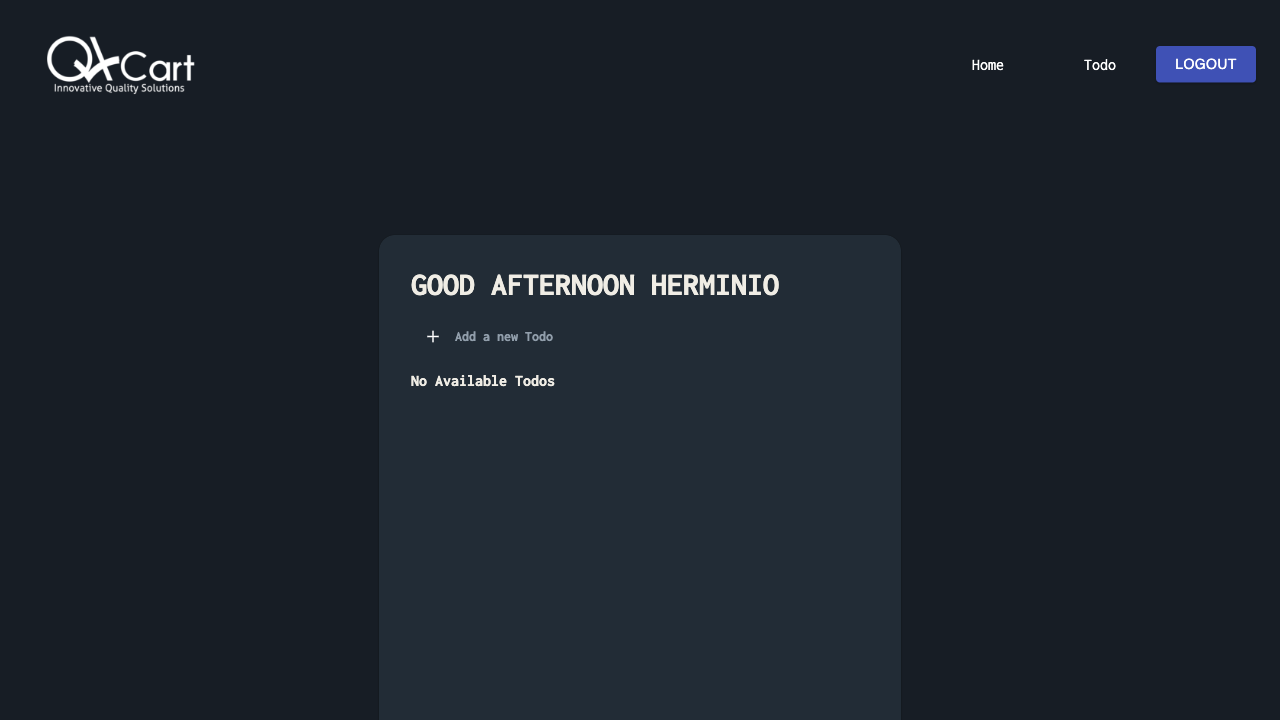 QACart
Innovative Quality Solutions
Home
Todo
LOGOUT
GOOD AFTERNOON HERMINIO
Add a new Todo
No Available Todos